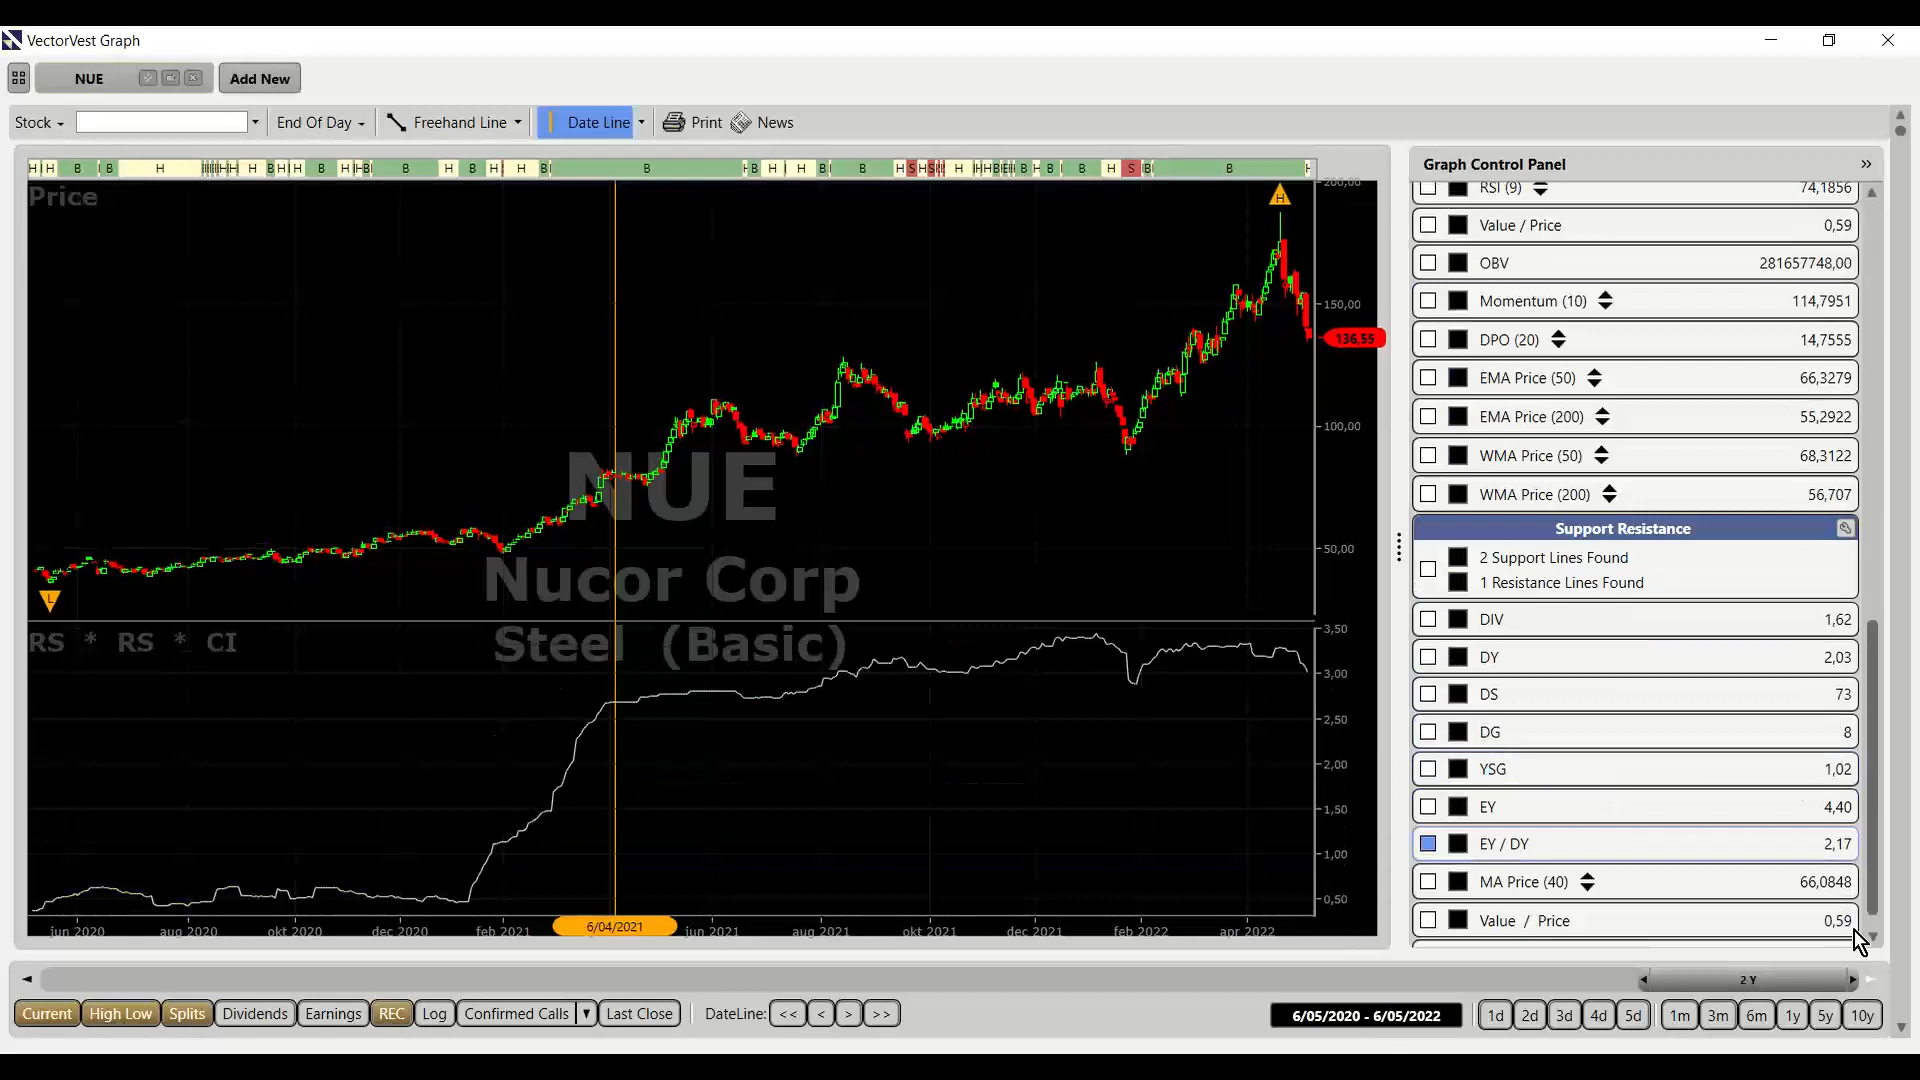 VectorVest Graph
NUE
Add New
Stock
End Of Day
Freehand Line
Date Line
Print
News
Graph Control Panel
Price
NUE
Nucor Corp
Steel (Basic)
RS * RS * CI
200,00
150,00
136,55
100,00
50,00
3,50
3,00
2,50
2,00
1,50
1,00
0,50
H
L
jun 2020
aug 2020
okt 2020
dec 2020
feb 2021
6/04/2021
jun 2021
aug 2021
okt 2021
dec 2021
feb 2022
apr 2022
RSI (9) 74,1856
Value / Price 0,59
OBV 281657748,00
Momentum (10) 114,7951
DPO (20) 14,7555
EMA Price (50) 66,3279
EMA Price (200) 55,2922
WMA Price (50) 68,3122
WMA Price (200) 56,707
Support Resistance
2 Support Lines Found
1 Resistance Lines Found
DIV 1,62
DY 2,03
DS 73
DG 8
YSG 1,02
EY 4,40
EY / DY 2,17
MA Price (40) 66,0848
Value / Price 0,59
2 Y
Current
High Low
Splits
Dividends
Earnings
REC
Log
Confirmed Calls
Last Close
DateLine:
<<
<
>
>>
6/05/2020 - 6/05/2022
1d
2d
3d
4d
5d
1m
3m
6m
1y
5y
10y